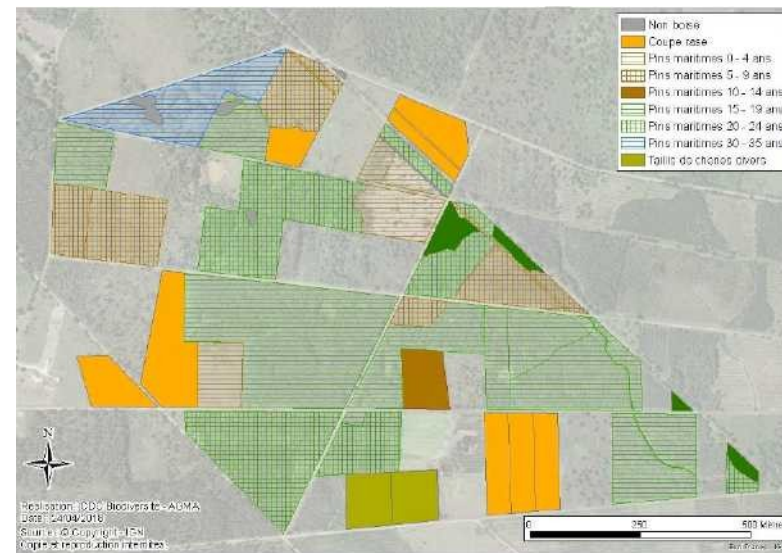 Non boisé
Coupe rase
Pins maritimes 0 - 4 ans
Pins maritimes 5 - 9 ans
Pins maritimes 10 - 14 ans
Pins maritimes 15 - 19 ans
Pins maritimes 20 - 24 ans
Pins maritimes 30 - 35 ans
Taillis de chênes divers
N
Réalisation : CDC Biodiversité - AGMA
Date : 24/04/2018
Source : © Copyright - IGN
Copie et reproduction interdites
0 250 500 Mètres